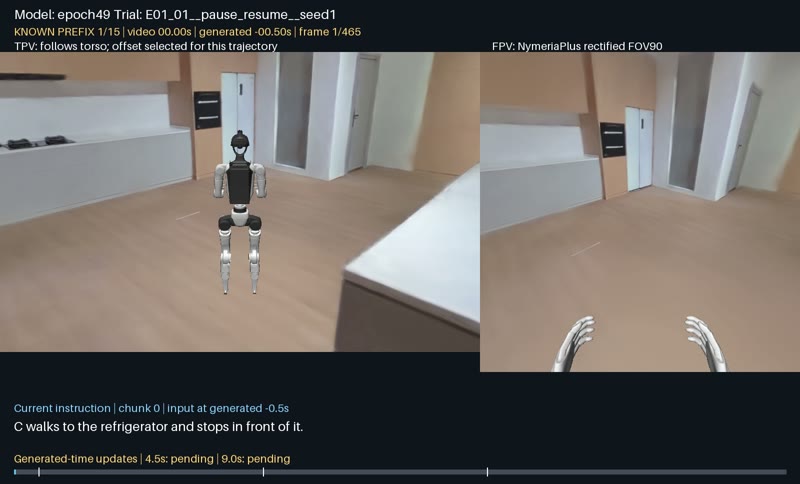 Model: epoch49 Trial: E01_01__pause_resume__seed1
KNOWN PREFIX 1/15 | video 00.00s | generated -00.50s | frame 1/465
TPV: follows torso; offset selected for this trajectory
FPV: NymeriaPlus rectified FOV90
Current instruction | chunk 0 | input at generated -0.5s
C walks to the refrigerator and stops in front of it.
Generated-time updates | 4.5s: pending | 9.0s: pending